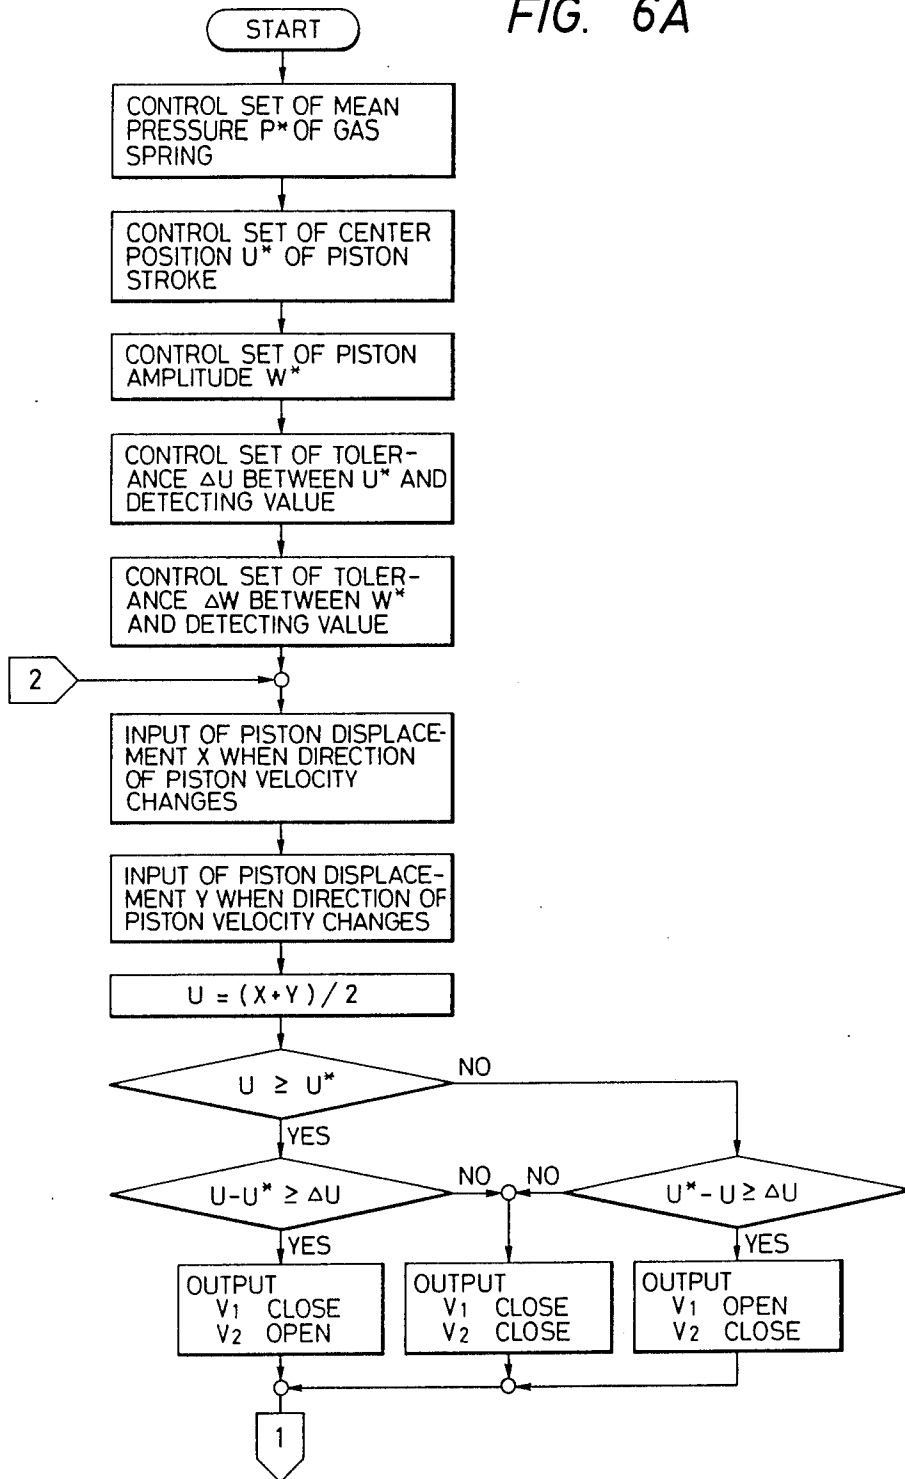 FIG. 6A
START
CONTROL SET OF MEAN
PRESSURE P* OF GAS
SPRING
CONTROL SET OF CENTER
POSITION U* OF PISTON
STROKE
CONTROL SET OF PISTON
AMPLITUDE W*
CONTROL SET OF TOLER-
ANCE ΔU BETWEEN U* AND
DETECTING VALUE
CONTROL SET OF TOLER-
ANCE ΔW BETWEEN W*
AND DETECTING VALUE
2
INPUT OF PISTON DISPLACE-
MENT X WHEN DIRECTION
OF PISTON VELOCITY
CHANGES
INPUT OF PISTON DISPLACE-
MENT Y WHEN DIRECTION OF
PISTON VELOCITY CHANGES
U = (X+Y) / 2
U ≥ U*
NO
YES
U-U* ≥ ΔU
NO
NO
U*-U ≥ ΔU
YES
YES
OUTPUT
V1 CLOSE
V2 OPEN
OUTPUT
V1 CLOSE
V2 CLOSE
OUTPUT
V1 OPEN
V2 CLOSE
1